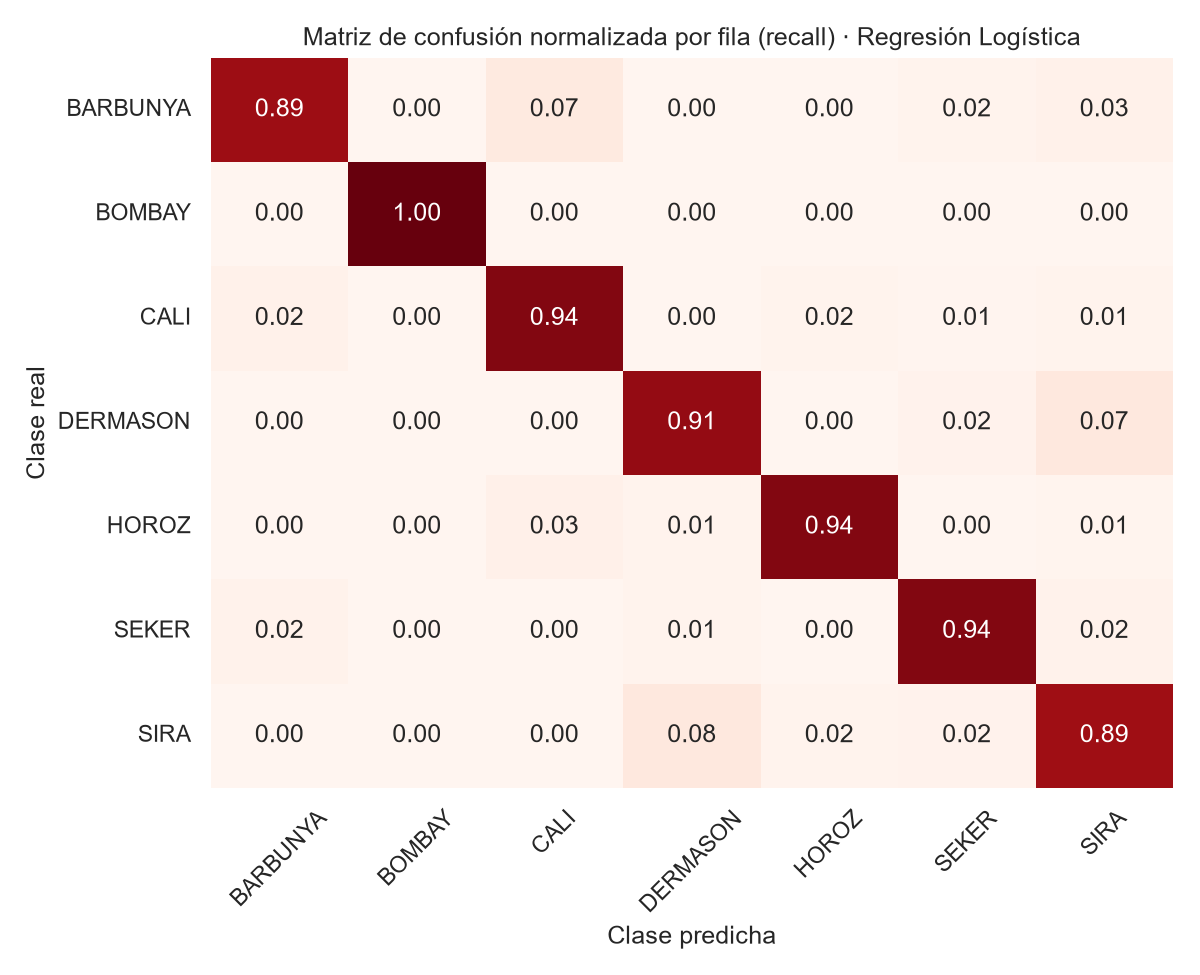 Matriz de confusión normalizada por fila (recall) · Regresión Logística
Clase real
BARBUNYA 0.89 0.00 0.07 0.00 0.00 0.02 0.03
BOMBAY 0.00 1.00 0.00 0.00 0.00 0.00 0.00
CALI 0.02 0.00 0.94 0.00 0.02 0.01 0.01
DERMASON 0.00 0.00 0.00 0.91 0.00 0.02 0.07
HOROZ 0.00 0.00 0.03 0.01 0.94 0.00 0.01
SEKER 0.02 0.00 0.00 0.01 0.00 0.94 0.02
SIRA 0.00 0.00 0.00 0.08 0.02 0.02 0.89
BARBUNYA BOMBAY CALI DERMASON HOROZ SEKER SIRA
Clase predicha